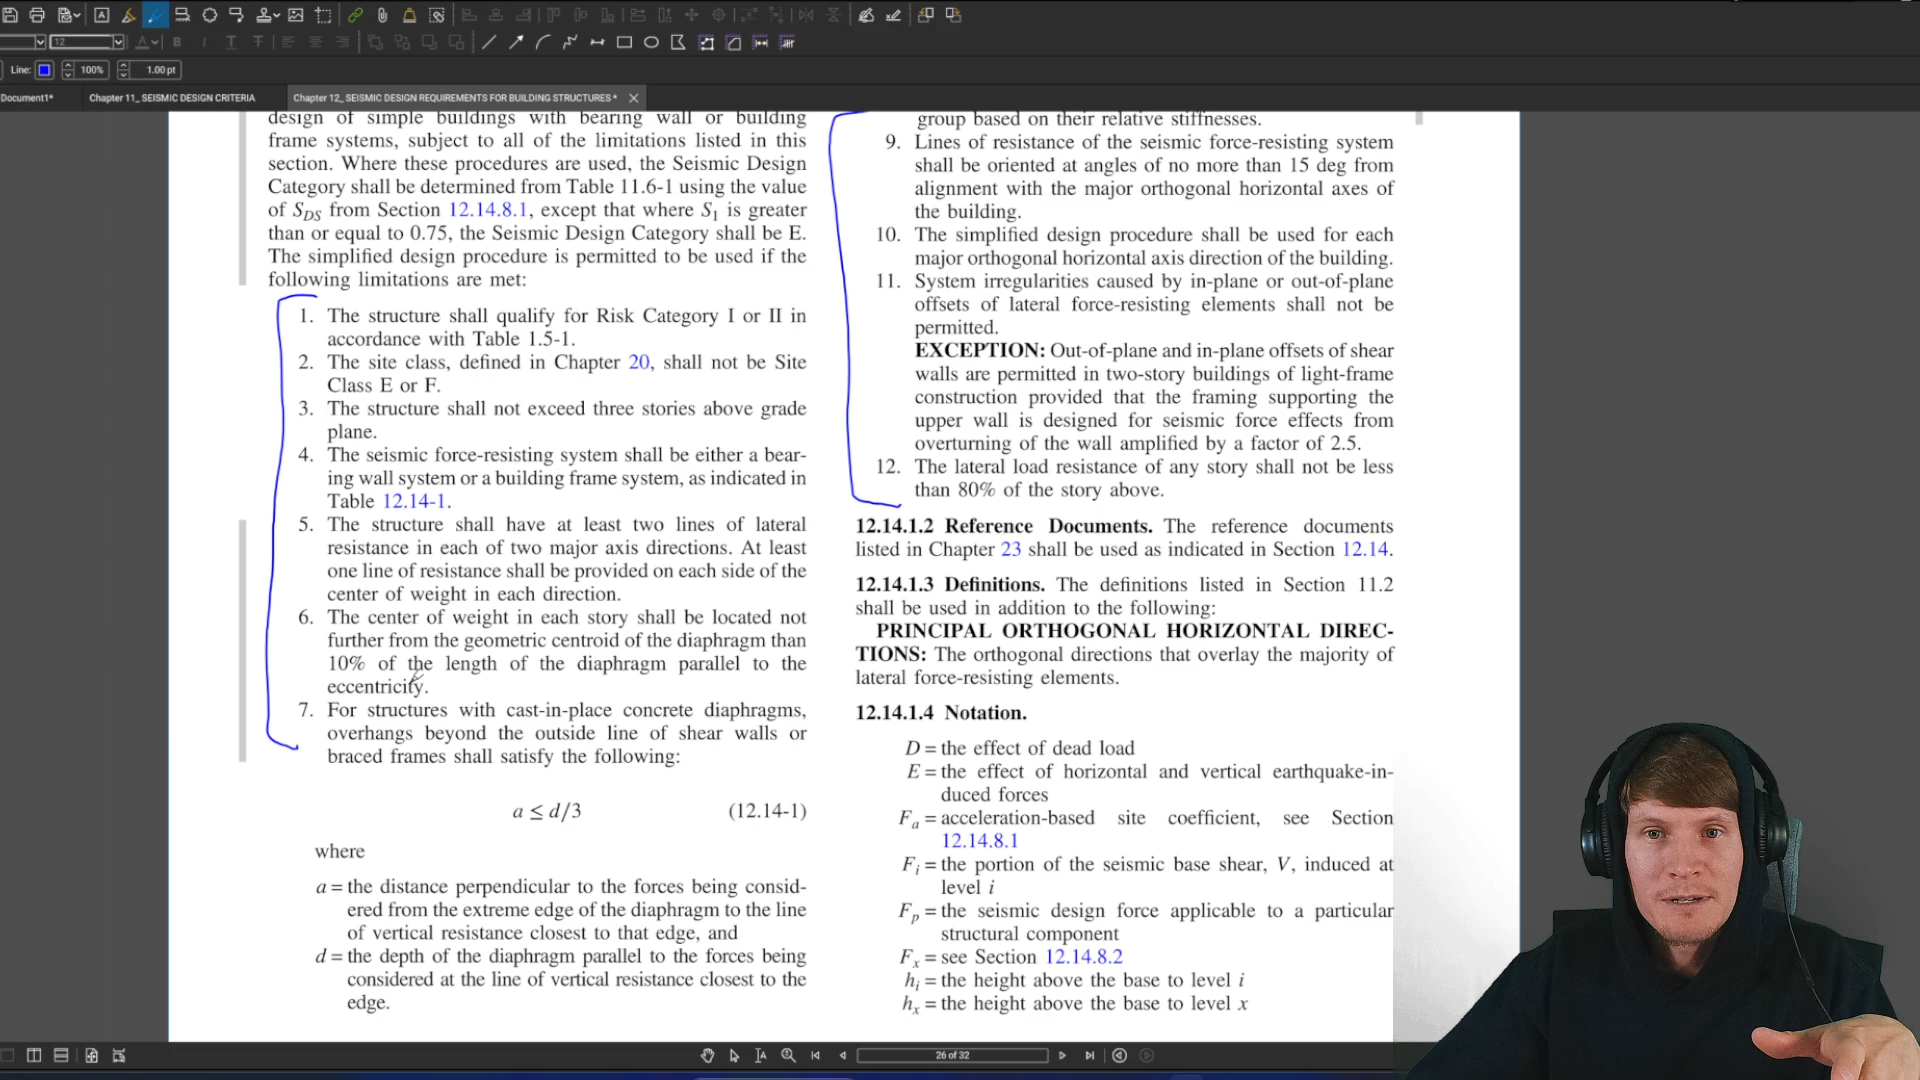 12
Line:
100%
1.00 pt
Document1*
Chapter 11_ SEISMIC DESIGN CRITERIA
Chapter 12_ SEISMIC DESIGN REQUIREMENTS FOR BUILDING STRUCTURES *
design of simple buildings with bearing wall or building
frame systems, subject to all of the limitations listed in this
section. Where these procedures are used, the Seismic Design
Category shall be determined from Table 11.6-1 using the value
of SDS from Section 12.14.8.1, except that where S1 is greater
than or equal to 0.75, the Seismic Design Category shall be E.
The simplified design procedure is permitted to be used if the
following limitations are met:
1. The structure shall qualify for Risk Category I or II in
accordance with Table 1.5-1.
2. The site class, defined in Chapter 20, shall not be Site
Class E or F.
3. The structure shall not exceed three stories above grade
plane.
4. The seismic force-resisting system shall be either a bear-
ing wall system or a building frame system, as indicated in
Table 12.14-1.
5. The structure shall have at least two lines of lateral
resistance in each of two major axis directions. At least
one line of resistance shall be provided on each side of the
center of weight in each direction.
6. The center of weight in each story shall be located not
further from the geometric centroid of the diaphragm than
10% of the length of the diaphragm parallel to the
eccentricity.
7. For structures with cast-in-place concrete diaphragms,
overhangs beyond the outside line of shear walls or
braced frames shall satisfy the following:
a ≤ d/3 (12.14-1)
where
a = the distance perpendicular to the forces being consid-
ered from the extreme edge of the diaphragm to the line
of vertical resistance closest to that edge, and
d = the depth of the diaphragm parallel to the forces being
considered at the line of vertical resistance closest to the
edge.
group based on their relative stiffnesses.
9. Lines of resistance of the seismic force-resisting system
shall be oriented at angles of no more than 15 deg from
alignment with the major orthogonal horizontal axes of
the building.
10. The simplified design procedure shall be used for each
major orthogonal horizontal axis direction of the building.
11. System irregularities caused by in-plane or out-of-plane
offsets of lateral force-resisting elements shall not be
permitted.
EXCEPTION: Out-of-plane and in-plane offsets of shear
walls are permitted in two-story buildings of light-frame
construction provided that the framing supporting the
upper wall is designed for seismic force effects from
overturning of the wall amplified by a factor of 2.5.
12. The lateral load resistance of any story shall not be less
than 80% of the story above.
12.14.1.2 Reference Documents. The reference documents
listed in Chapter 23 shall be used as indicated in Section 12.14.
12.14.1.3 Definitions. The definitions listed in Section 11.2
shall be used in addition to the following:
PRINCIPAL ORTHOGONAL HORIZONTAL DIREC-
TIONS: The orthogonal directions that overlay the majority of
lateral force-resisting elements.
12.14.1.4 Notation.
D = the effect of dead load
E = the effect of horizontal and vertical earthquake-in-
duced forces
Fa = acceleration-based site coefficient, see Section
12.14.8.1
Fi = the portion of the seismic base shear, V, induced at
level i
Fp = the seismic design force applicable to a particular
structural component
Fx = see Section 12.14.8.2
hi = the height above the base to level i
hx = the height above the base to level x
26 of 32